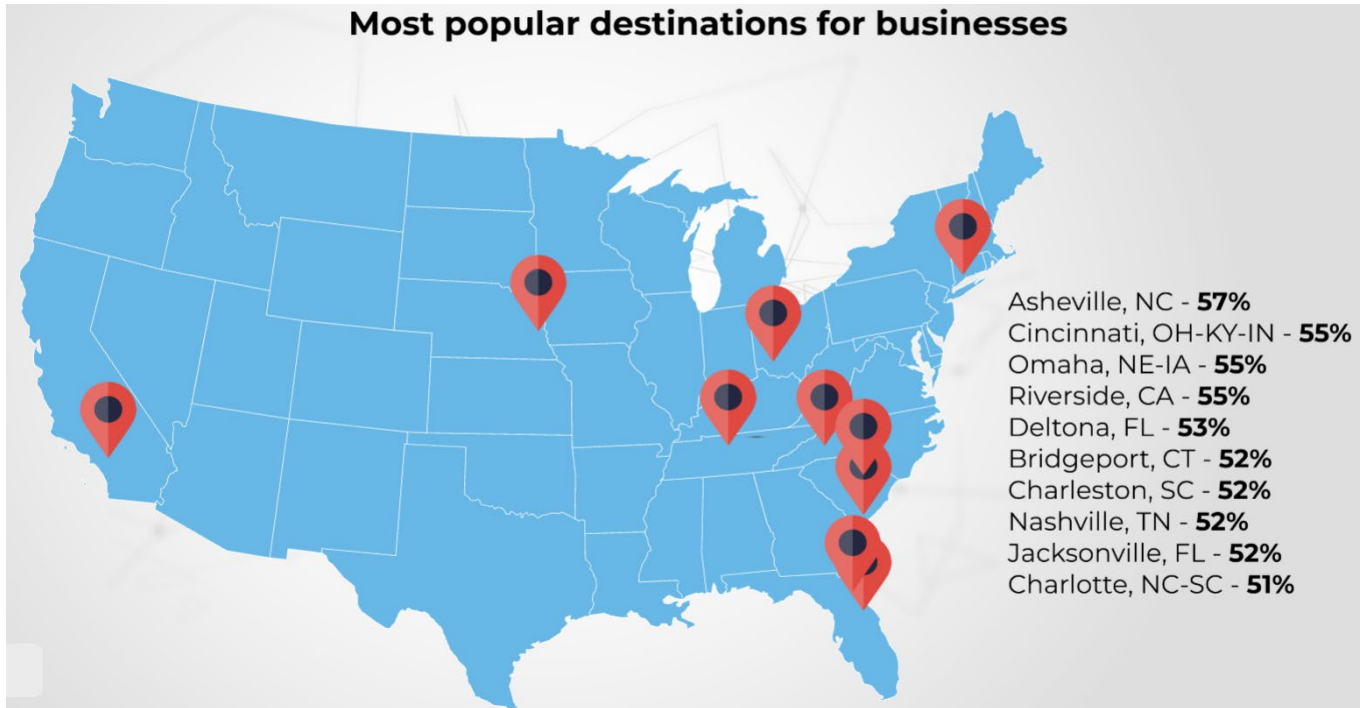 Most popular destinations for businesses
Asheville, NC - 57%
Cincinnati, OH-KY-IN - 55%
Omaha, NE-IA - 55%
Riverside, CA - 55%
Deltona, FL - 53%
Bridgeport, CT - 52%
Charleston, SC - 52%
Nashville, TN - 52%
Jacksonville, FL - 52%
Charlotte, NC-SC - 51%